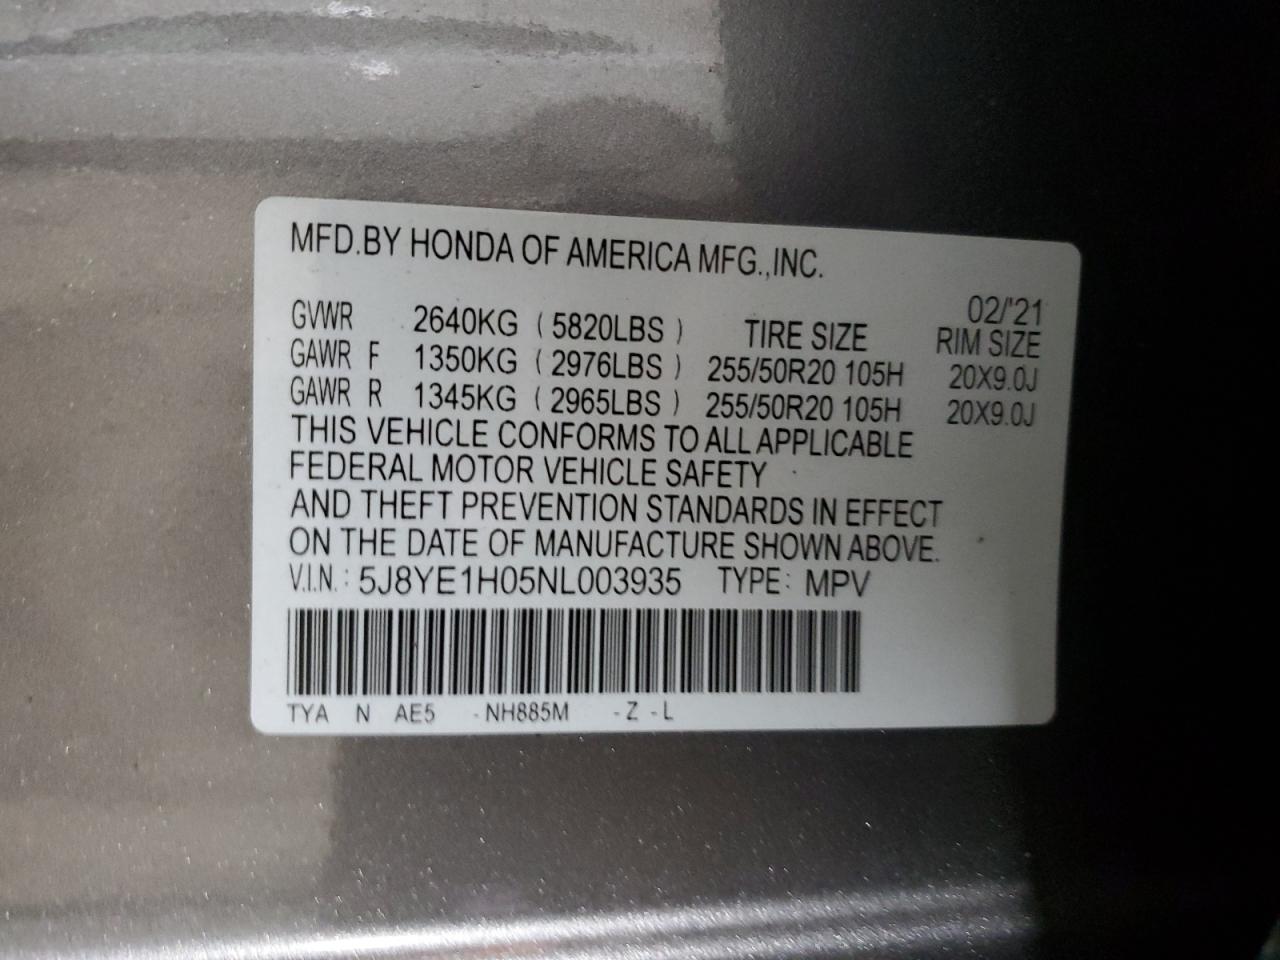 MFD.BY HONDA OF AMERICA MFG.,INC.
02/'21
GVWR 2640KG ( 5820LBS ) TIRE SIZE RIM SIZE
GAWR F 1350KG ( 2976LBS ) 255/50R20 105H 20X9.0J
GAWR R 1345KG ( 2965LBS ) 255/50R20 105H 20X9.0J
THIS VEHICLE CONFORMS TO ALL APPLICABLE
FEDERAL MOTOR VEHICLE SAFETY
AND THEFT PREVENTION STANDARDS IN EFFECT
ON THE DATE OF MANUFACTURE SHOWN ABOVE.
V.I.N.: 5J8YE1H05NL003935 TYPE: MPV
TYA N AE5 -NH885M -Z -L